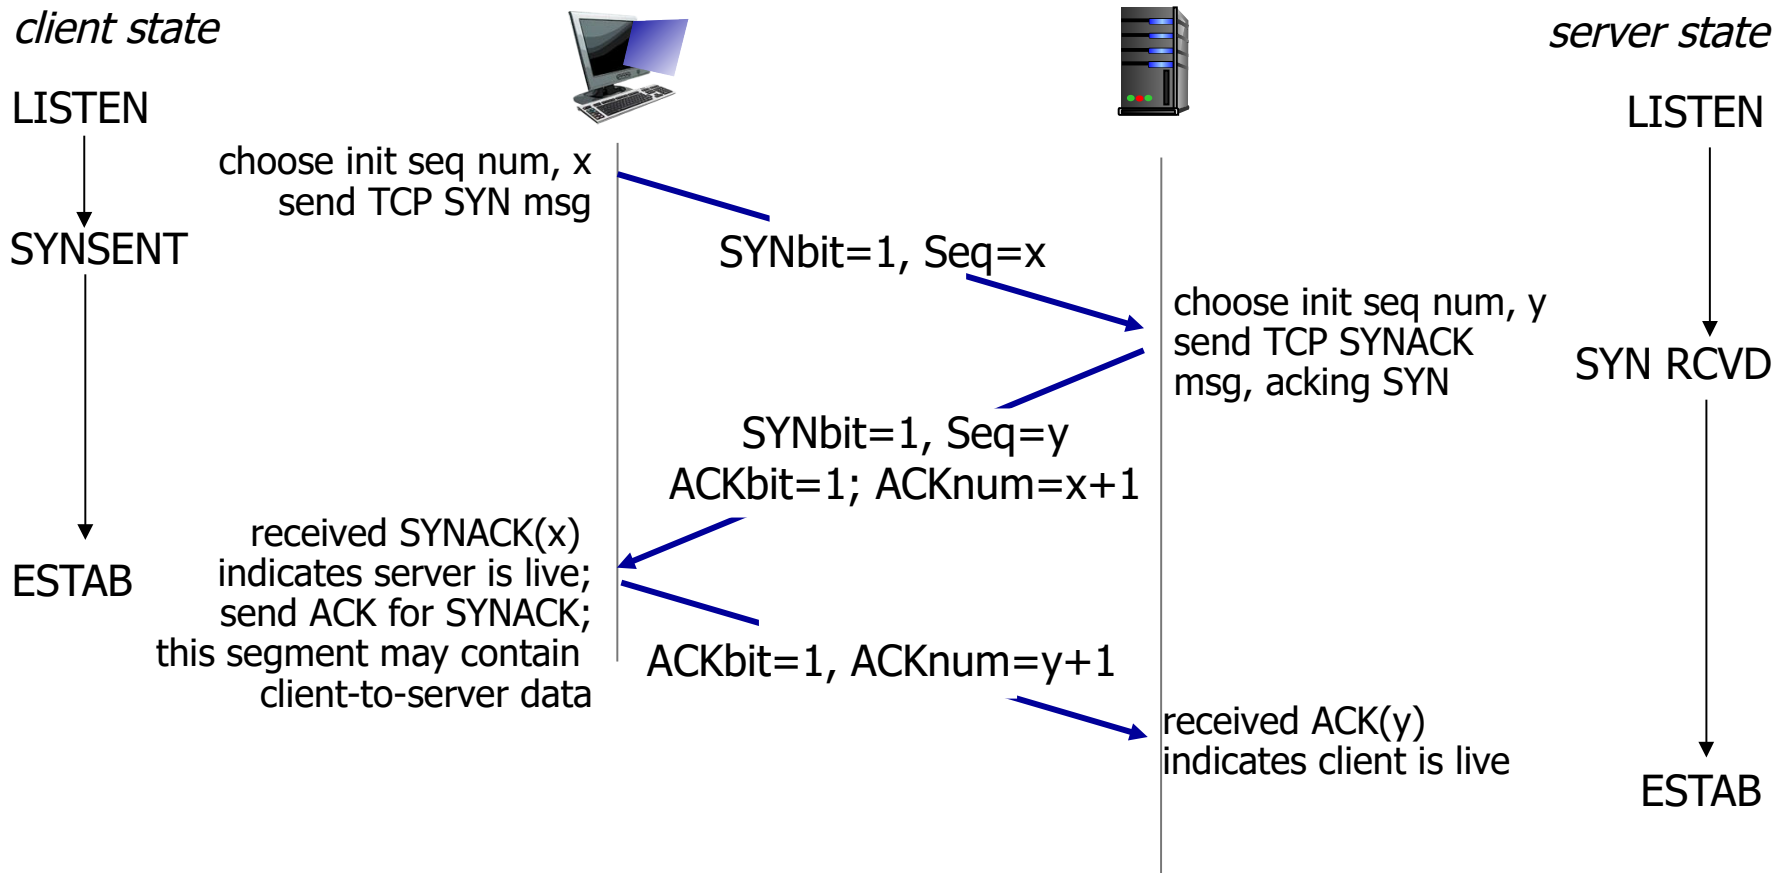 client state
server state
LISTEN
LISTEN
choose init seq num, x
send TCP SYN msg
SYNSENT
SYNbit=1, Seq=x
choose init seq num, y
send TCP SYNACK
msg, acking SYN
SYN RCVD
SYNbit=1, Seq=y
ACKbit=1; ACKnum=x+1
received SYNACK(x)
indicates server is live;
send ACK for SYNACK;
this segment may contain
client-to-server data
ESTAB
ACKbit=1, ACKnum=y+1
received ACK(y)
indicates client is live
ESTAB